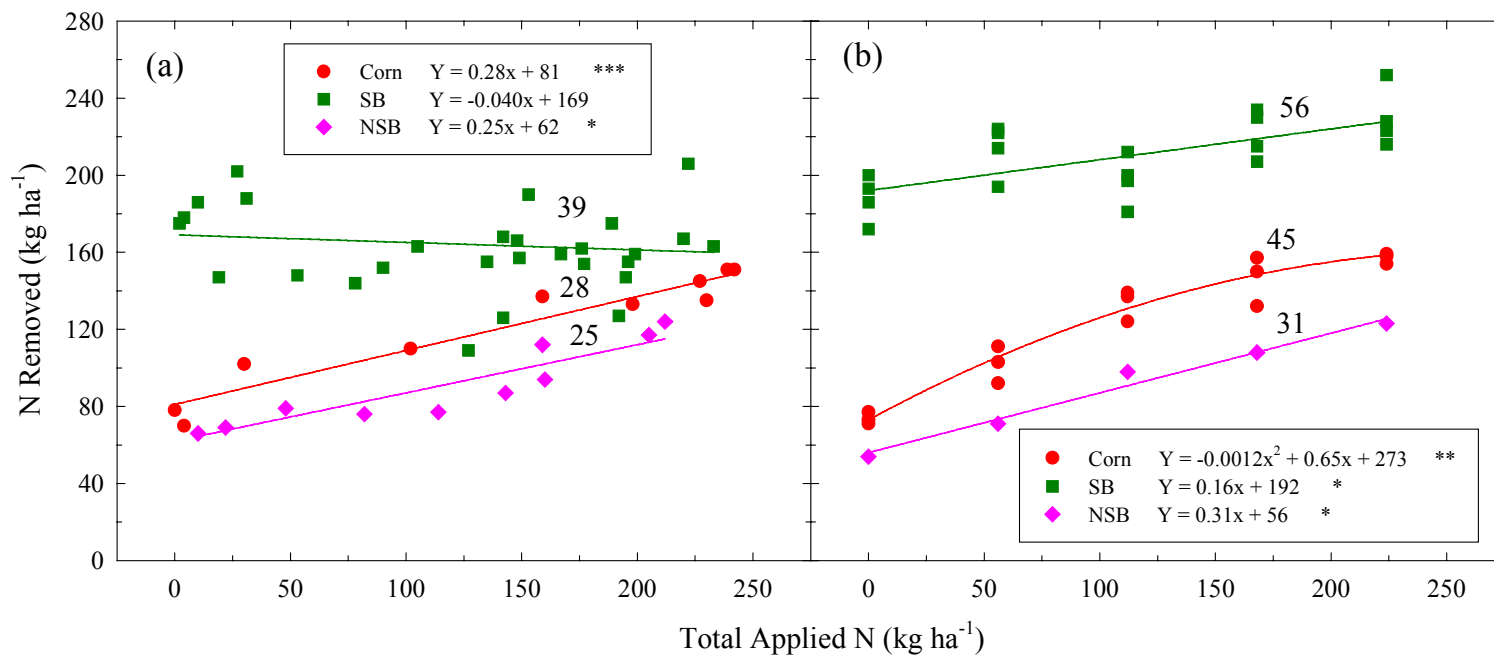 280
240
200
160
120
80
40
0
N Removed (kg ha⁻¹)
(a)
Corn Y = 0.28x + 81 ***
SB Y = -0.040x + 169
NSB Y = 0.25x + 62 *
39
28
25
0 50 100 150 200 250
(b)
56
45
31
Corn Y = -0.0012x² + 0.65x + 273 **
SB Y = 0.16x + 192 *
NSB Y = 0.31x + 56 *
0 50 100 150 200 250
Total Applied N (kg ha⁻¹)